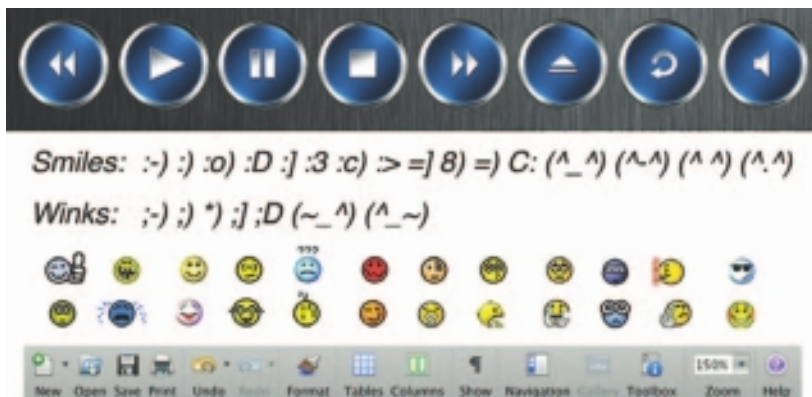 Smiles: :-) :) :o) :D :] :3 :c) :> =] 8) =) C: (^_^) (^-^) (^ ^) (^.^)
Winks: ;-) ;) *) ;] ;D (~_^) (^_~)
???
150%
New Open Save Print Undo Redo Format Tables Columns Show Navigation Gallery Toolbox Zoom Help